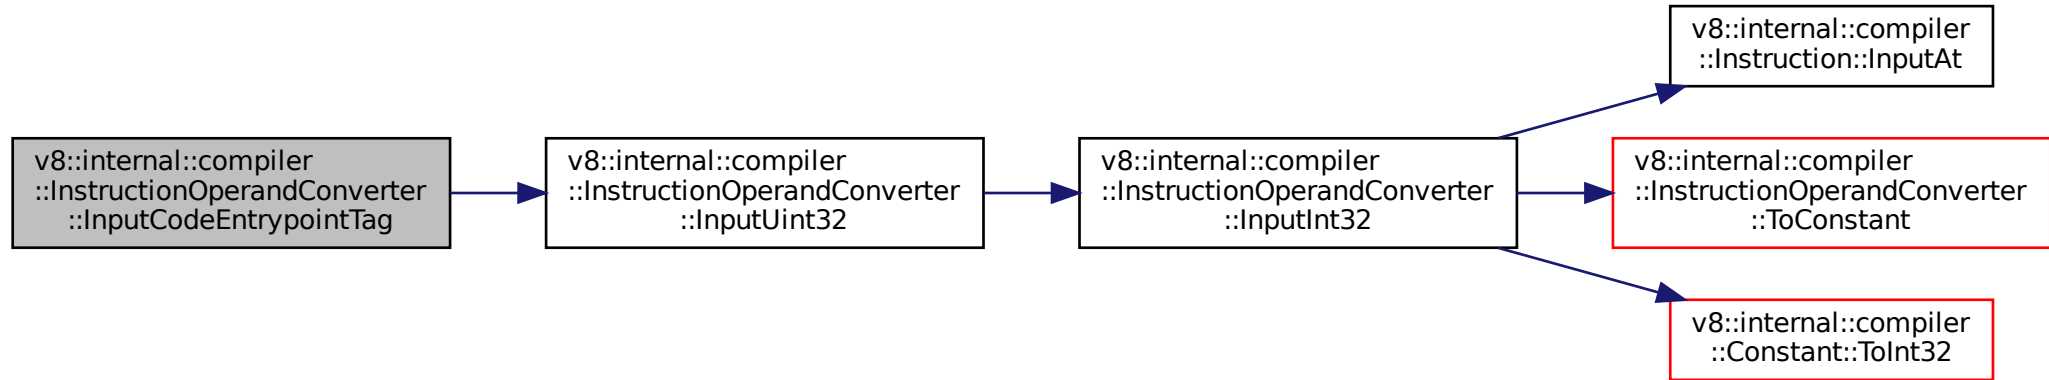 v8::internal::compiler
::InstructionOperandConverter
::InputCodeEntrypointTag
v8::internal::compiler
::InstructionOperandConverter
::InputUint32
v8::internal::compiler
::InstructionOperandConverter
::InputInt32
v8::internal::compiler
::Instruction::InputAt
v8::internal::compiler
::InstructionOperandConverter
::ToConstant
v8::internal::compiler
::Constant::ToInt32